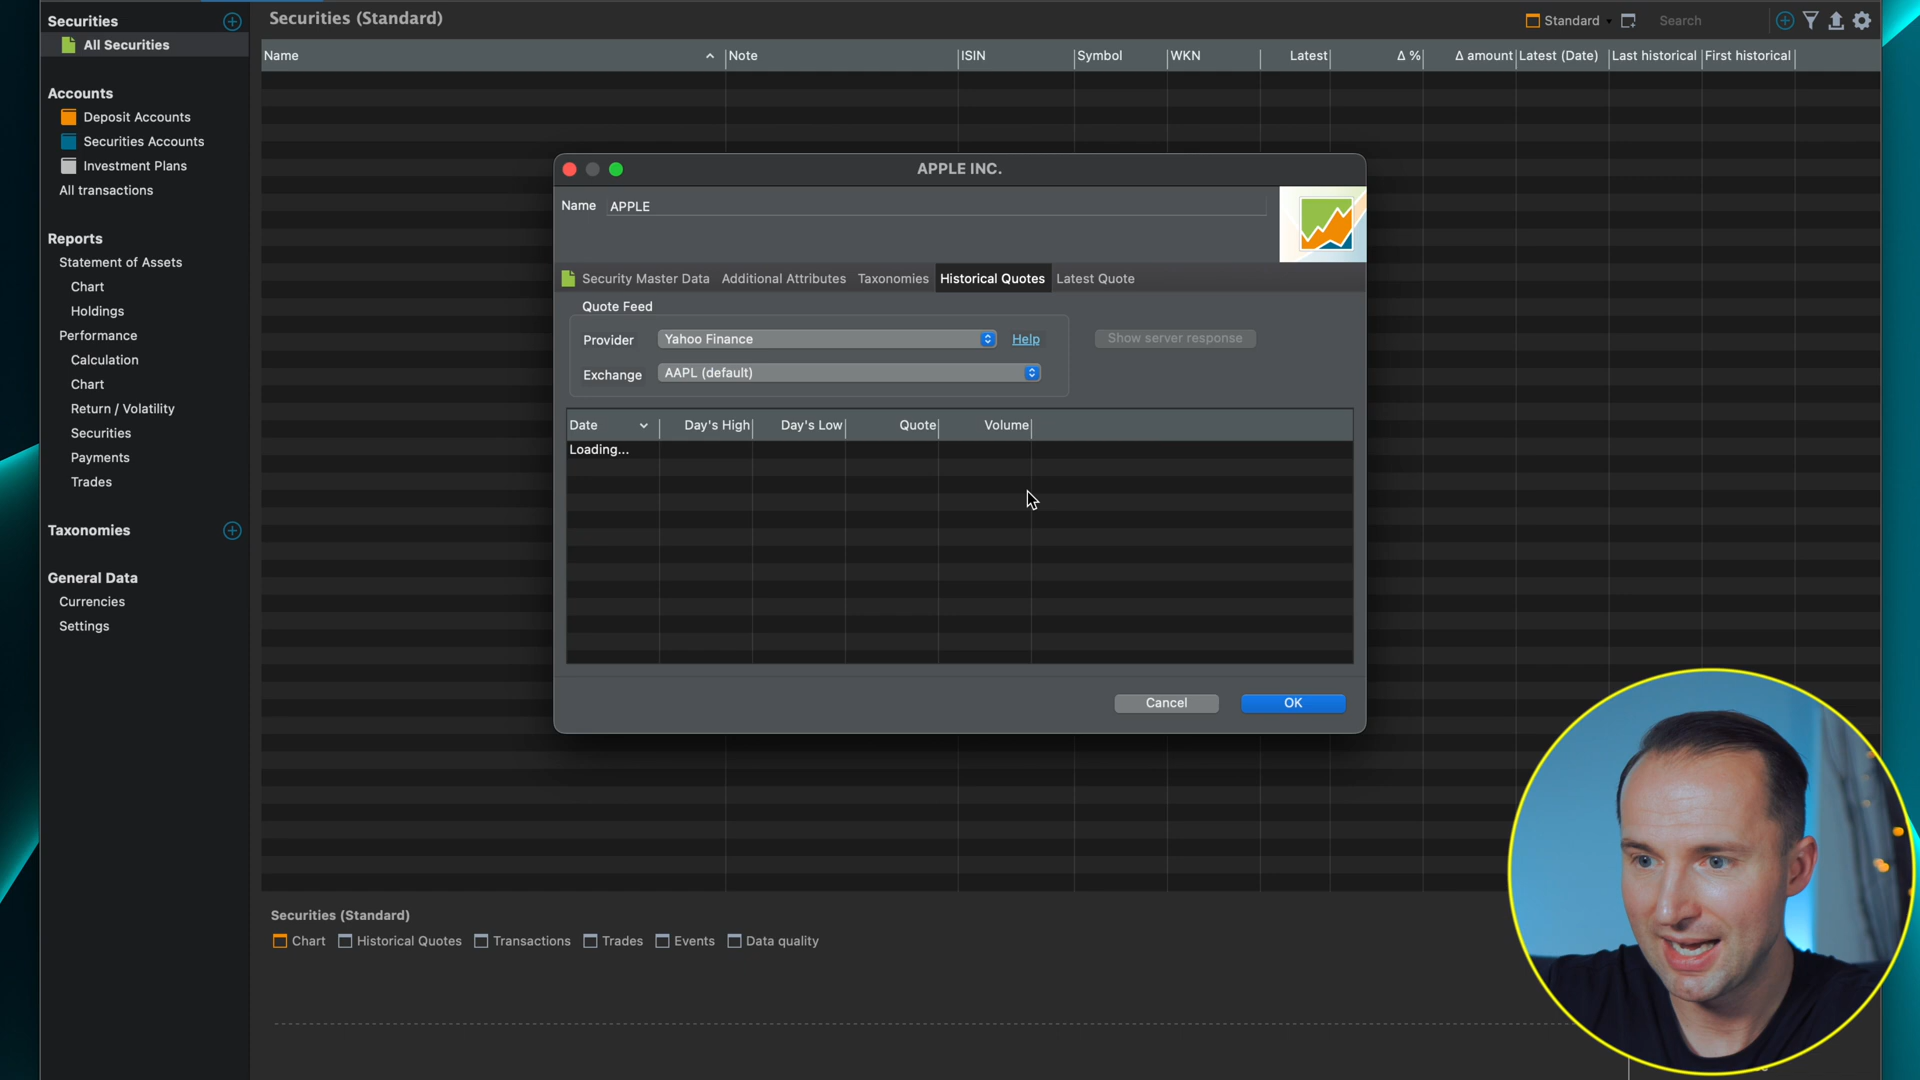 Securities
All Securities
Accounts
Deposit Accounts
Securities Accounts
Investment Plans
All transactions
Reports
Statement of Assets
Chart
Holdings
Performance
Calculation
Chart
Return / Volatility
Securities
Payments
Trades
Taxonomies
General Data
Currencies
Settings
Securities (Standard)
Standard Search
Name Note ISIN Symbol WKN Latest Δ % Δ amount Latest (Date) Last historical First historical
APPLE INC.
Name APPLE
Security Master Data Additional Attributes Taxonomies Historical Quotes Latest Quote
Quote Feed
Provider Yahoo Finance Help Show server response
Exchange AAPL (default)
Date Day's High Day's Low Quote Volume
Loading...
Cancel OK
Securities (Standard)
Chart Historical Quotes Transactions Trades Events Data quality